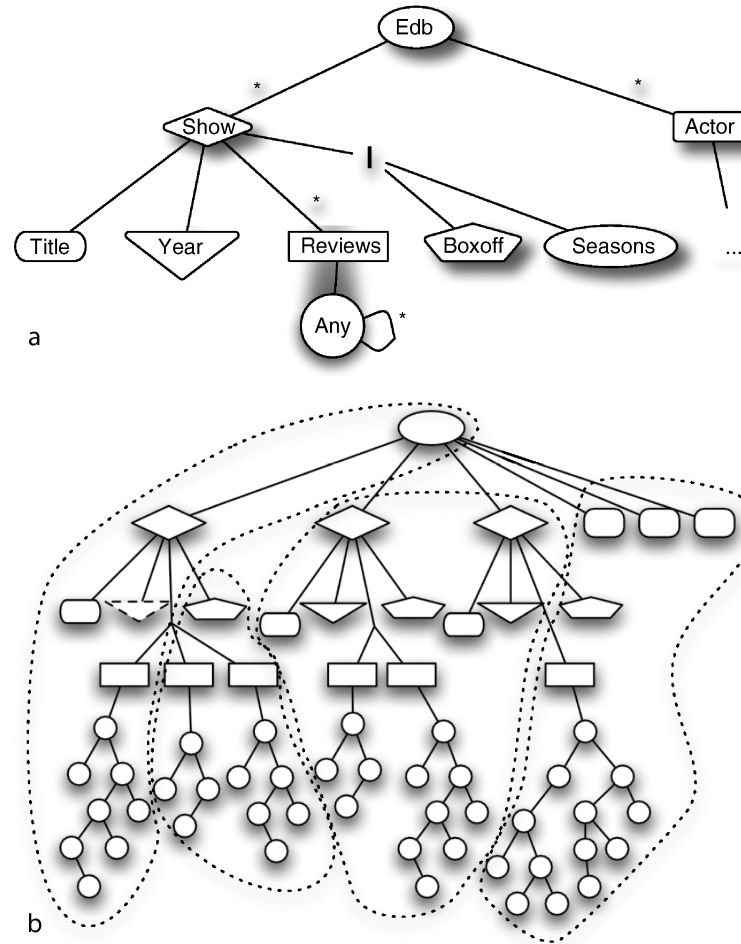 Edb
* *
Show Actor
|
*
Title Year Reviews Boxoff Seasons ...
Any *
a
b